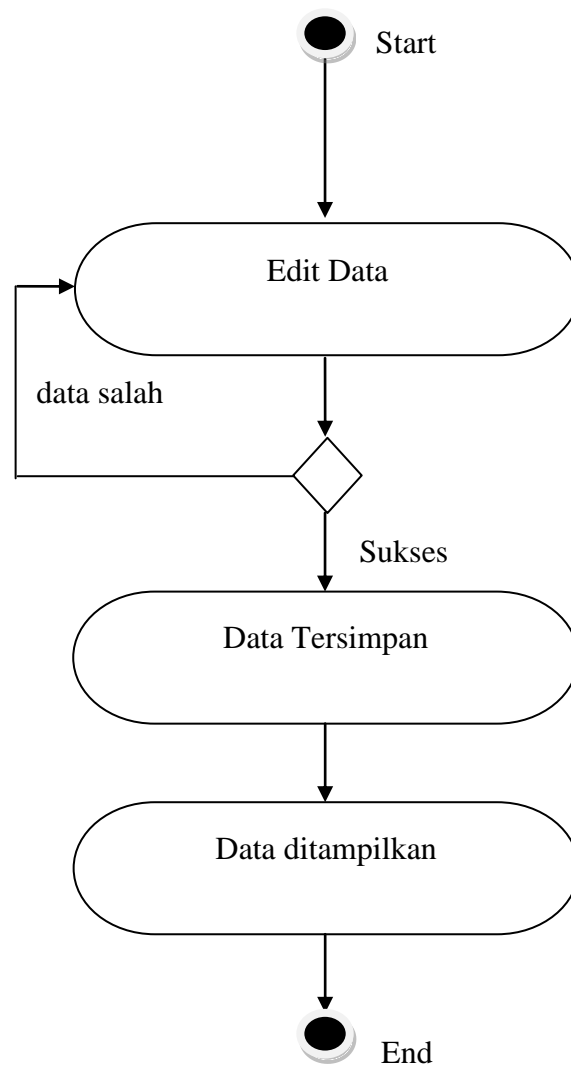 Start
Edit Data
data salah
Sukses
Data Tersimpan
Data ditampilkan
End